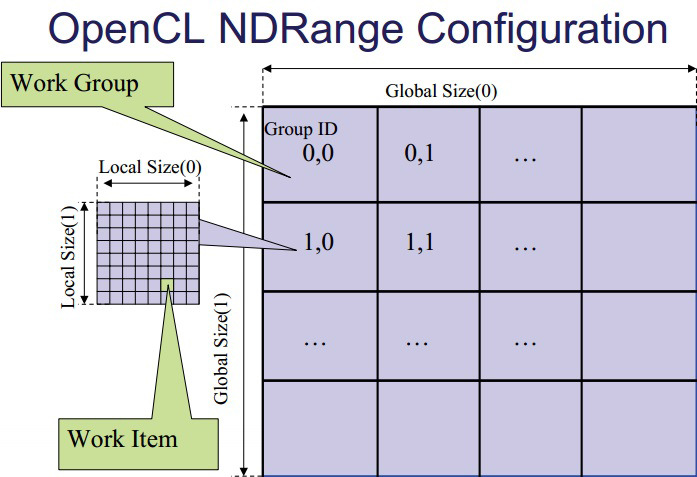 OpenCL NDRange Configuration
Work Group
Global Size(0)
Group ID
0,0
0,1
...
Local Size(0)
Local Size(1)
1,0
1,1
...
Global Size(1)
...
...
...
Work Item